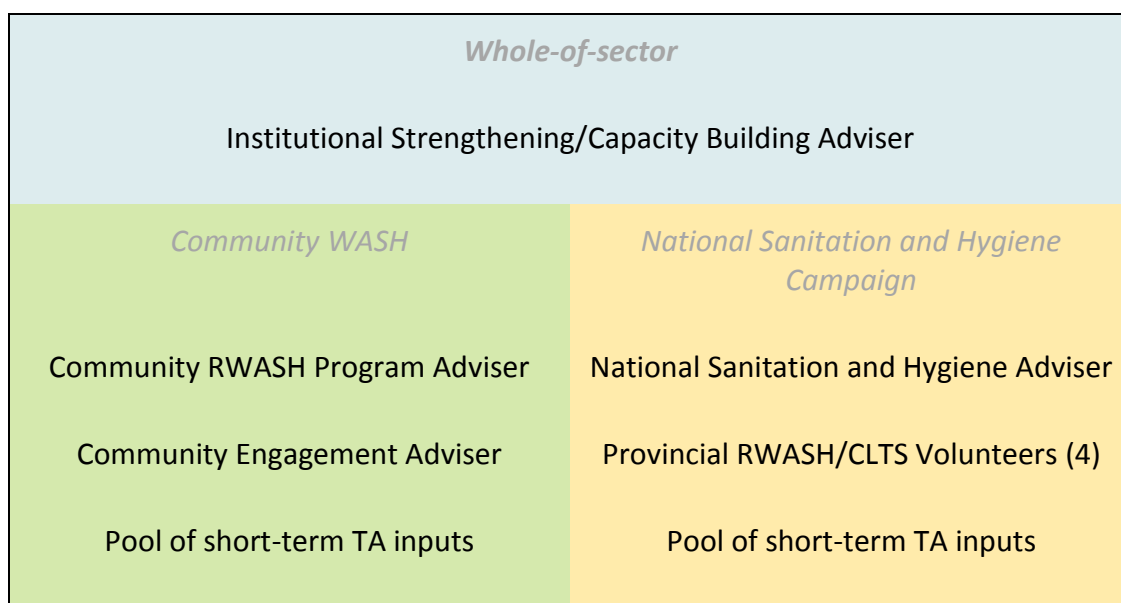 Whole-of-sector
Institutional Strengthening/Capacity Building Adviser
Community WASH
Community RWASH Program Adviser
Community Engagement Adviser
Pool of short-term TA inputs
National Sanitation and Hygiene
Campaign
National Sanitation and Hygiene Adviser
Provincial RWASH/CLTS Volunteers (4)
Pool of short-term TA inputs